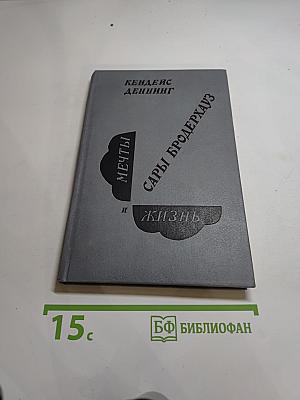 КЕНДЕЙС
ДЕННИНГ
МЕЧТЫ
И
ЖИЗНЬ
САРЫ БРОДЕРХАУЗ
15с
БФ БИБЛИОФАН